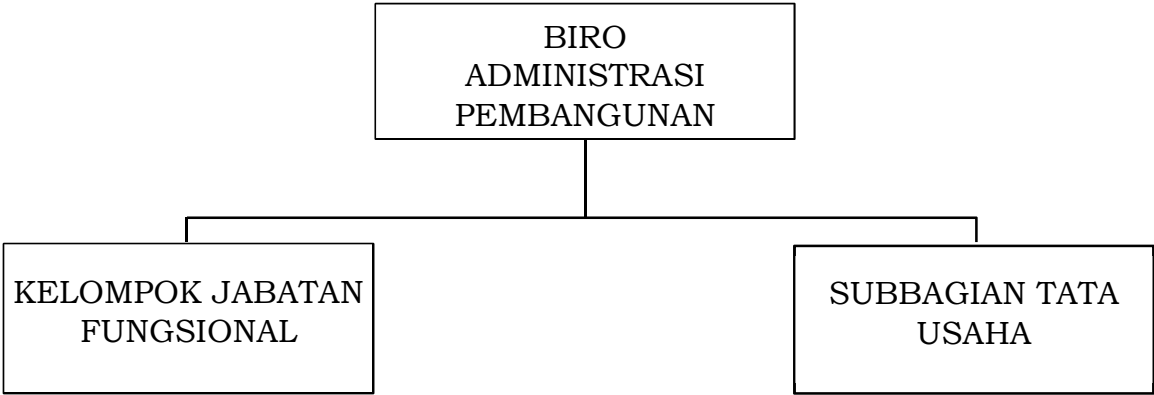 BIRO
ADMINISTRASI
PEMBANGUNAN
KELOMPOK JABATAN
FUNGSIONAL
SUBBAGIAN TATA
USAHA